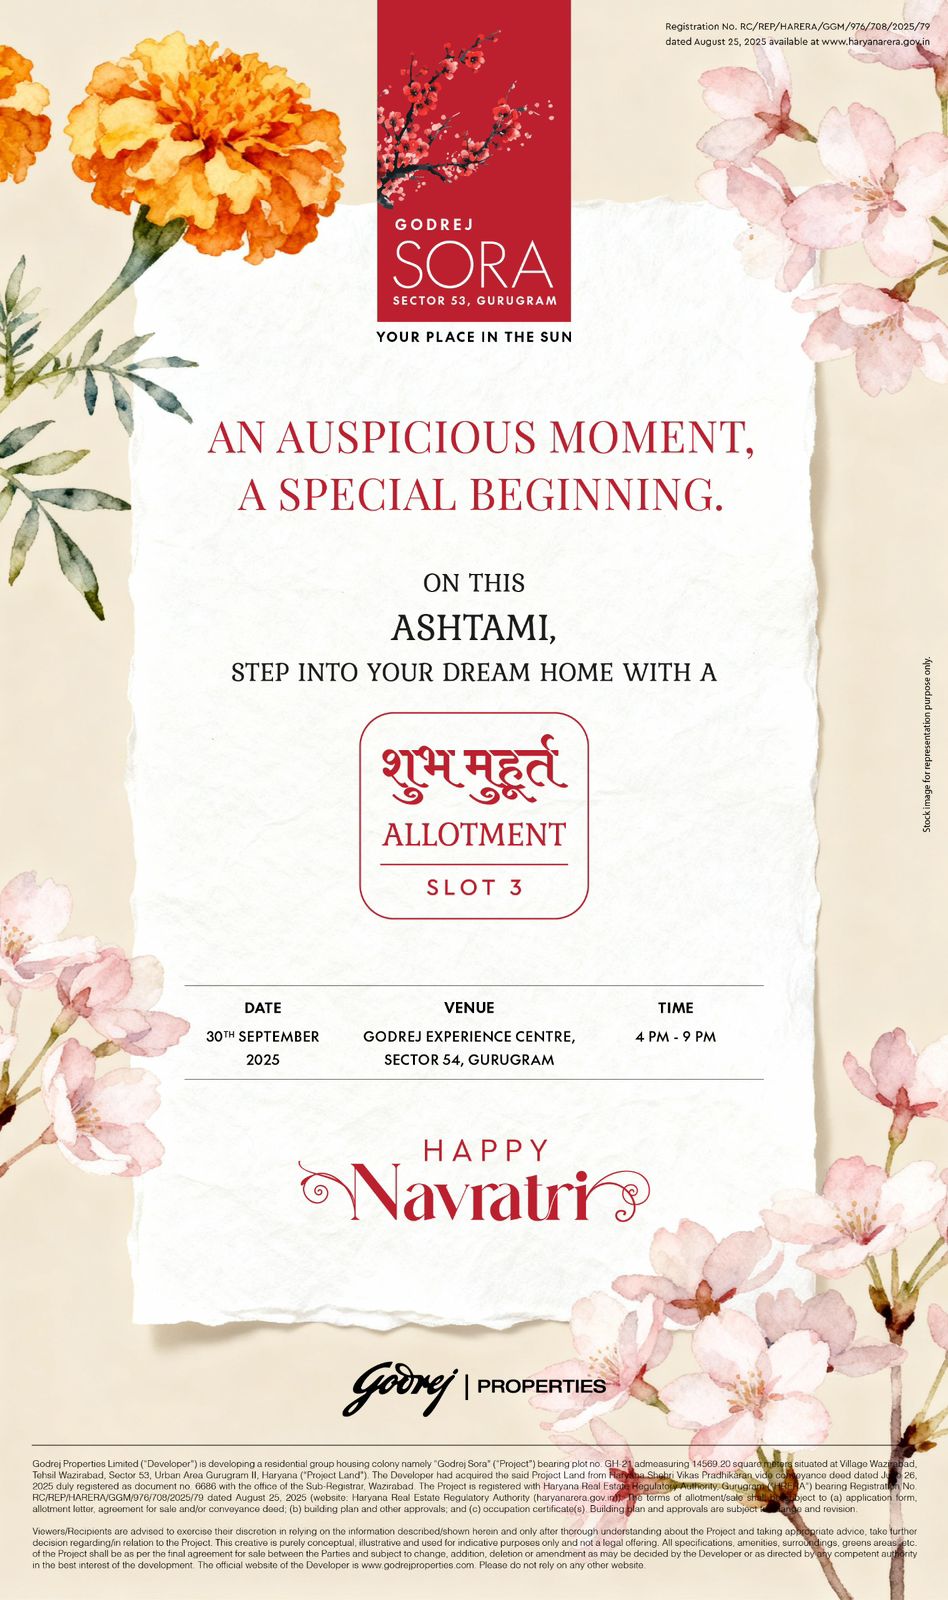 Registration No. RC/REP/HARERA/GGM/976/708/2025/79
dated August 25, 2025 available at www.haryanarera.gov.in
GODREJ
SORA
SECTOR 53, GURUGRAM
YOUR PLACE IN THE SUN
AN AUSPICIOUS MOMENT,
A SPECIAL BEGINNING.
ON THIS
ASHTAMI,
STEP INTO YOUR DREAM HOME WITH A
शुभ मुहूर्त
ALLOTMENT
SLOT 3
DATE
30TH SEPTEMBER
2025
VENUE
GODREJ EXPERIENCE CENTRE,
SECTOR 54, GURUGRAM
TIME
4 PM - 9 PM
HAPPY
Navratri
Stock image for representation purpose only.
Godrej | PROPERTIES
Godrej Properties Limited ("Developer") is developing a residential group housing colony namely "Godrej Sora" ("Project") bearing plot no. GH-21 admeasuring 14569.20 square meters situated at Village Wazirabad,
Tehsil Wazirabad, Sector 53, Urban Area Gurugram II, Haryana ("Project Land"). The Developer had acquired the said Project Land from Haryana Shehri Vikas Pradhikaran vide conveyance deed dated 26,
2025 duly registered as document no. 6686 with the office of the Sub-Registrar, Wazirabad. The Project is registered with Haryana Real Estate Regulatory Authority, Gurugram ("HRERA") bearing Registration No.
RC/REP/HARERA/GGM/976/708/2025/79 dated August 25, 2025 (website: Haryana Real Estate Regulatory Authority (haryanarera.gov.in)). The terms of allotment/sale shall be subject to (a) application form,
allotment letter, agreement for sale and/or conveyance deed; (b) building plan and other approvals; and (c) occupation certificate(s). Building plan and approvals are subject to change and revision.
Viewers/Recipients are advised to exercise their discretion in relying on the information described/shown herein and only after thorough understanding about the Project and taking appropriate advice, take further
decision regarding/in relation to the Project. This creative is purely conceptual, illustrative and used for indicative purposes only and not a legal offering. All specifications, amenities, surroundings, greens areas, etc.
of the Project shall be as per the final agreement for sale between the Parties and subject to change, addition, deletion or amendment as may be decided by the Developer or as directed by any competent authority
in the best interest of the development. The official website of the Developer is www.godrejproperties.com. Please do not rely on any other website.